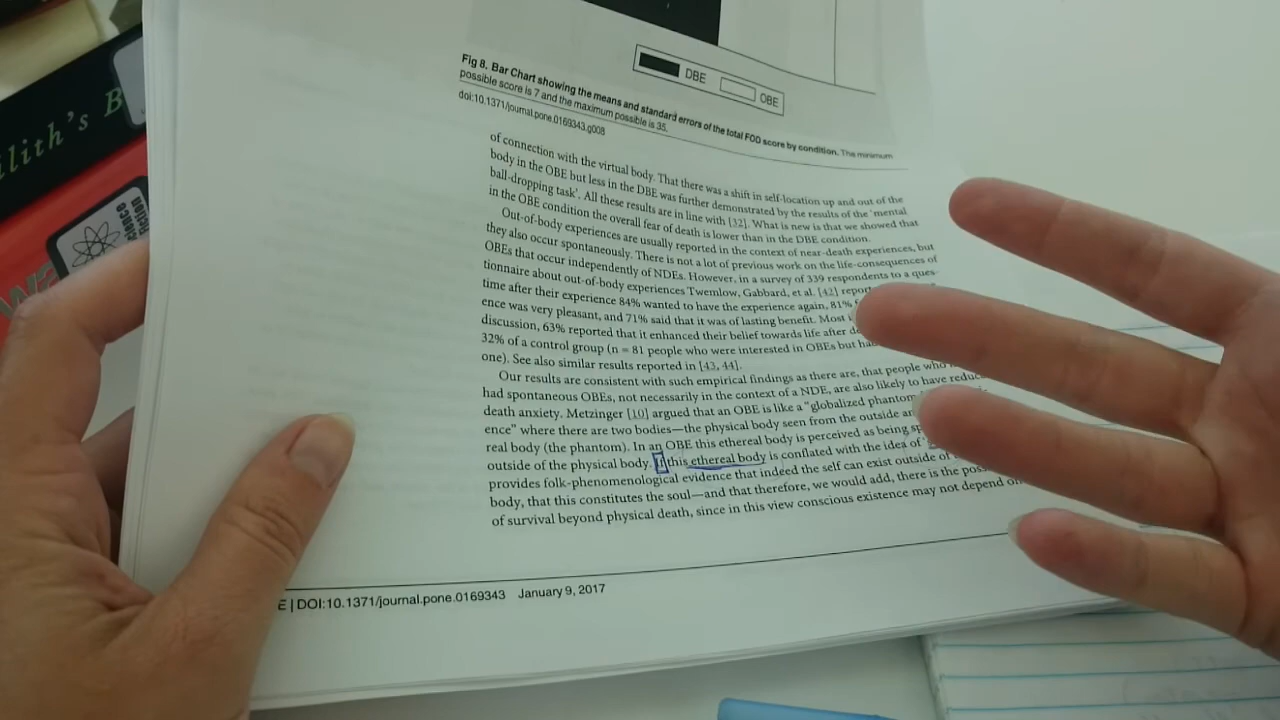 ilith's B
Science
Fiction
DBE
OBE
Fig 8. Bar Chart showing the means and standard errors of the total FOD score by condition. The minimum
possible score is 7 and the maximum possible is 35.
doi:10.1371/journal.pone.0169343.g008
of connection with the virtual body. That there was a shift in self-location up and out of the
body in the OBE but less in the DBE was further demonstrated by the results of the 'mental
ball-dropping task'. All these results are in line with [32]. What is new is that we showed that
in the OBE condition the overall fear of death is lower than in the DBE condition.
Out-of-body experiences are usually reported in the context of near-death experiences, but
they also occur spontaneously. There is not a lot of previous work on the life-consequences of
OBEs that occur independently of NDEs. However, in a survey of 339 respondents to a ques-
tionnaire about out-of-body experiences Twemlow, Gabbard, et al. [42] report
time after their experience 84% wanted to have the experience again, 81%
ence was very pleasant, and 71% said that it was of lasting benefit. Most
discussion, 63% reported that it enhanced their belief towards life after de
32% of a control group (n = 81 people who were interested in OBEs but ha
one). See also similar results reported in [43, 44].
Our results are consistent with such empirical findings as there are, that people who
had spontaneous OBEs, not necessarily in the context of a NDE, are also likely to have reduc
death anxiety. Metzinger [10] argued that an OBE is like a "globalized phantom
ence" where there are two bodies—the physical body seen from the outside an
real body (the phantom). In an OBE this ethereal body is perceived as being sp
outside of the physical body. If this ethereal body is conflated with the idea of
provides folk-phenomenological evidence that indeed the self can exist outside of
body, that this constitutes the soul—and that therefore, we would add, there is the poss
of survival beyond physical death, since in this view conscious existence may not depend on
E | DOI:10.1371/journal.pone.0169343 January 9, 2017